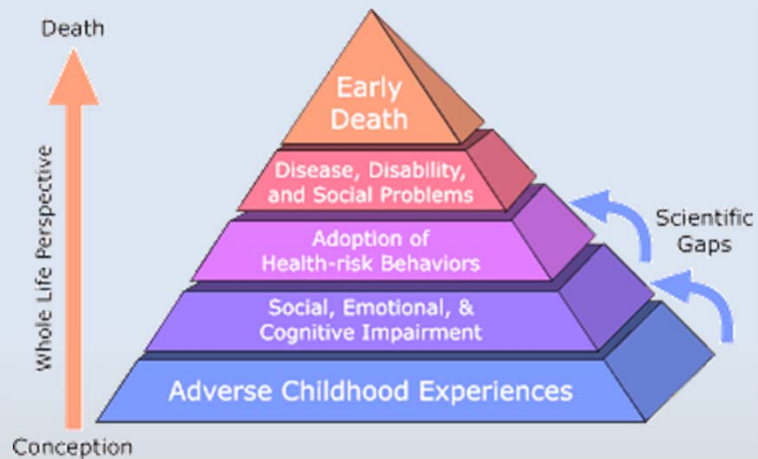 Death
Whole Life Perspective
Conception
Early
Death
Disease, Disability,
and Social Problems
Adoption of
Health-risk Behaviors
Social, Emotional, &
Cognitive Impairment
Adverse Childhood Experiences
Scientific
Gaps